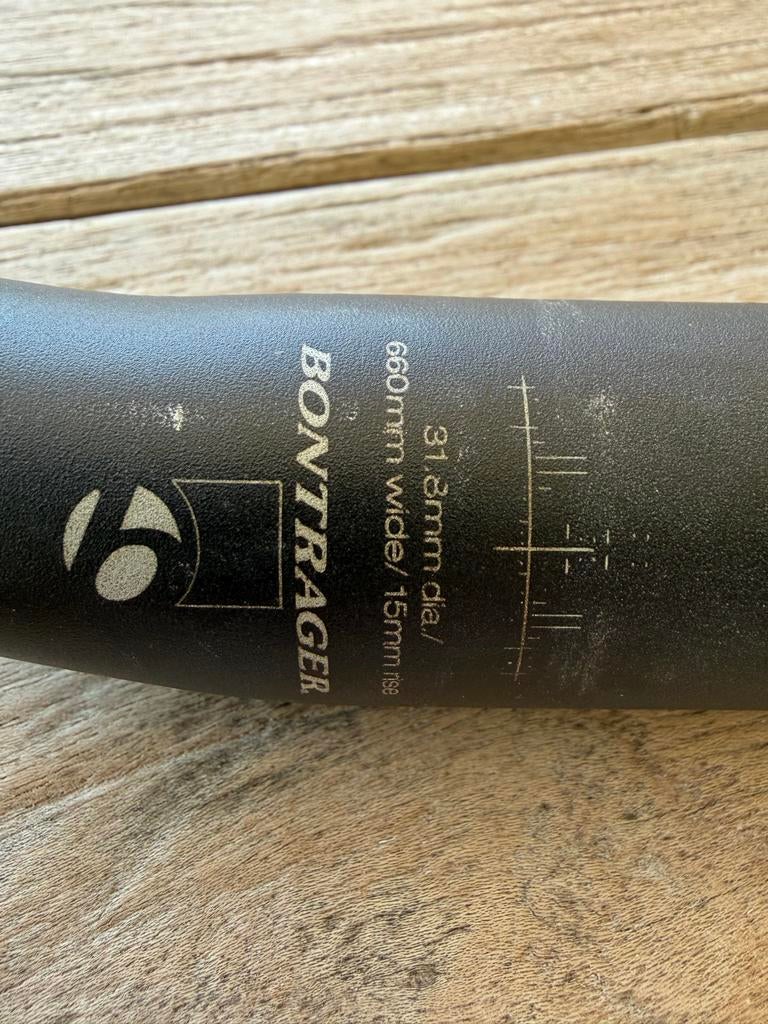 31.8mm dia./
660mm wide/ 15mm rise
BONTRAGER